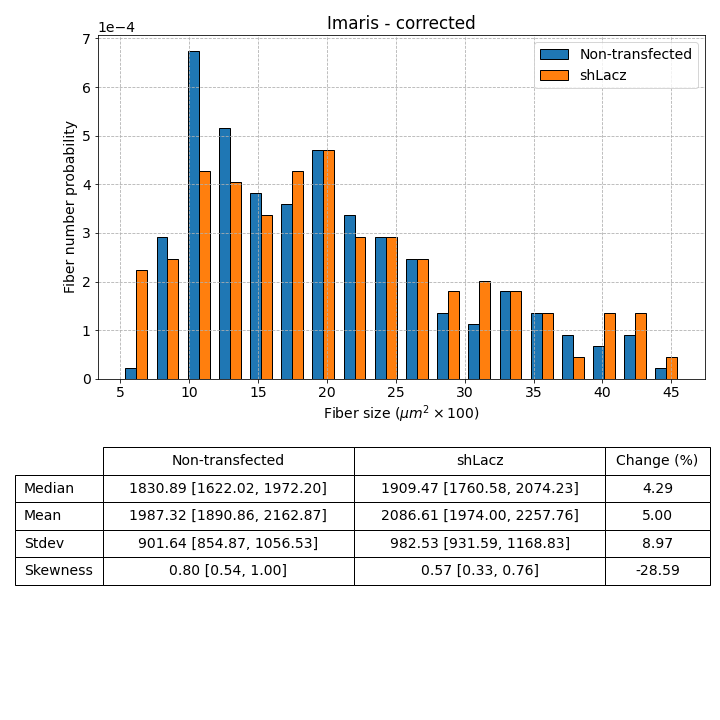 Imaris - corrected
1e−4
Non-transfected
shLacz
7
6
5
4
3
2
1
0
Fiber number probability
5 10 15 20 25 30 35 40 45
Fiber size (μm² × 100)
Non-transfected shLacz Change (%)
Median 1830.89 [1622.02, 1972.20] 1909.47 [1760.58, 2074.23] 4.29
Mean 1987.32 [1890.86, 2162.87] 2086.61 [1974.00, 2257.76] 5.00
Stdev 901.64 [854.87, 1056.53] 982.53 [931.59, 1168.83] 8.97
Skewness 0.80 [0.54, 1.00] 0.57 [0.33, 0.76] -28.59